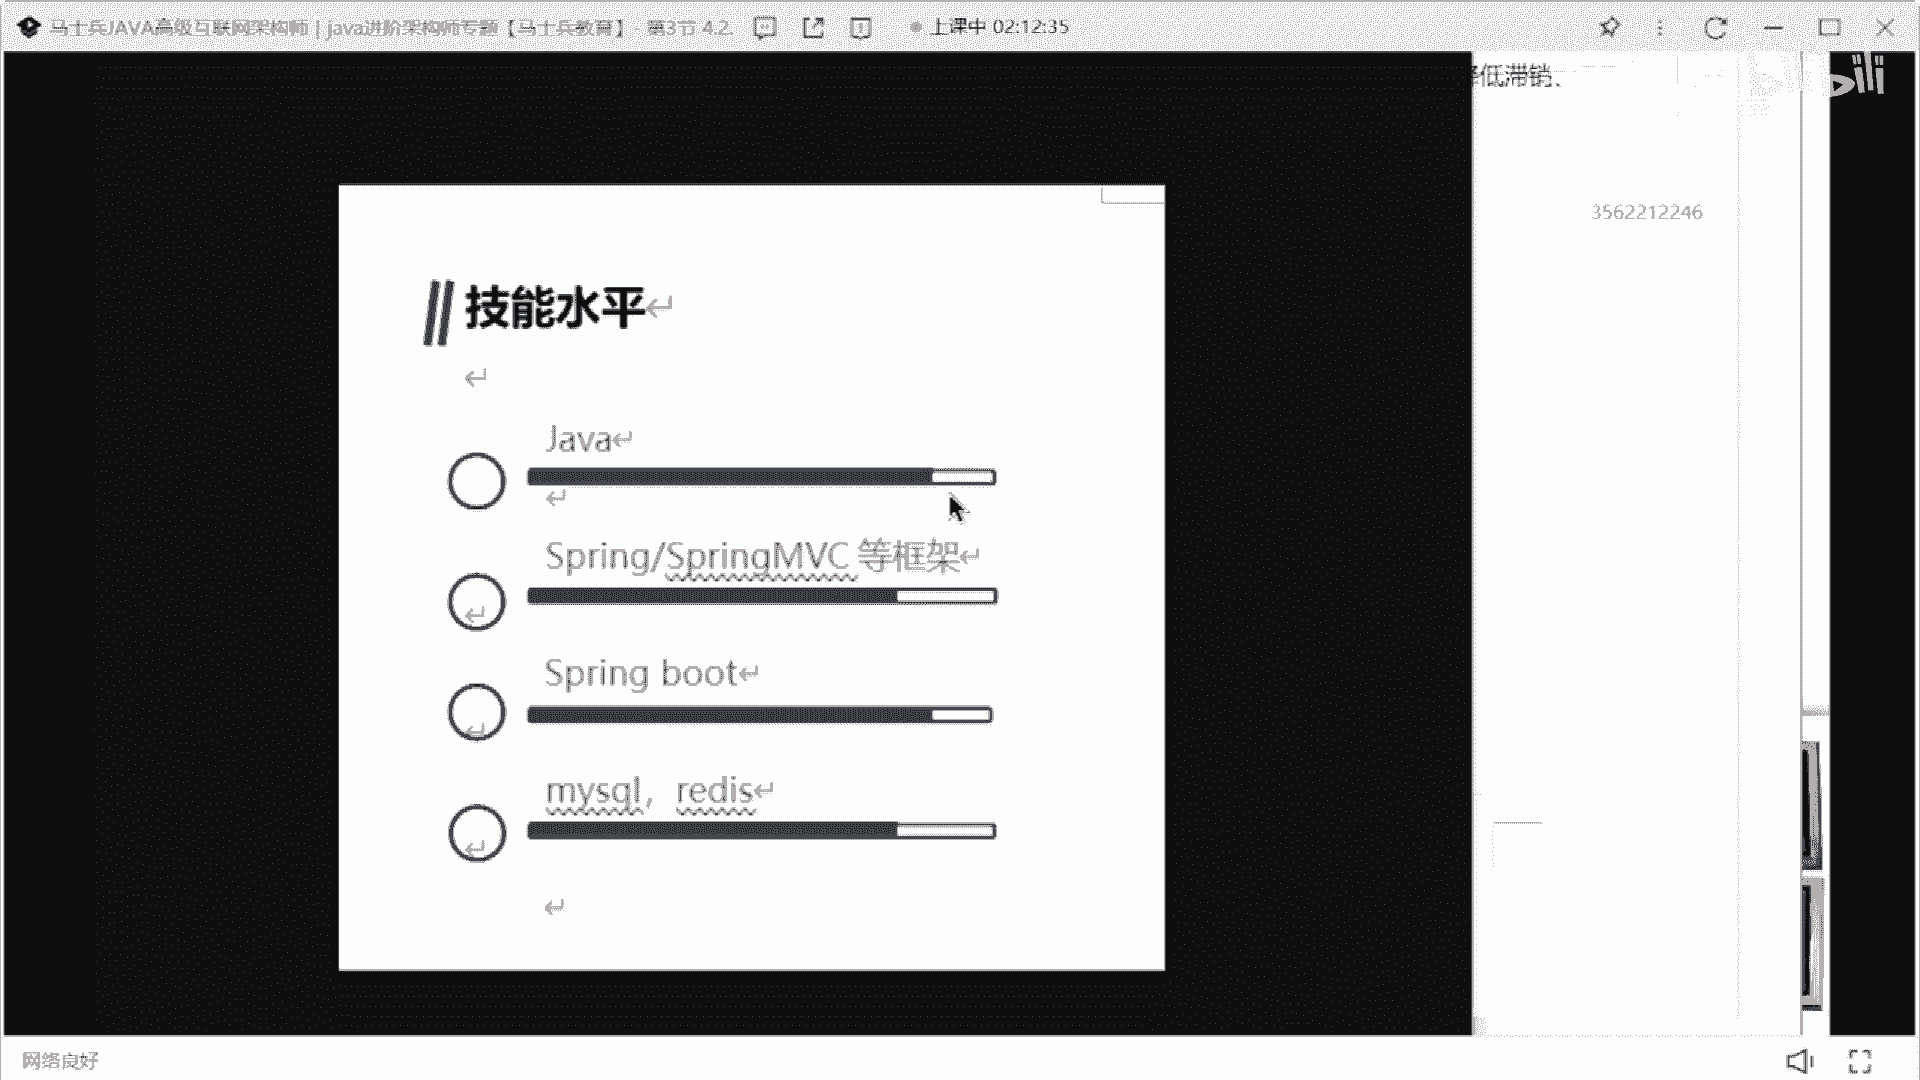 马士兵JAVA高级互联网架构师 | java进阶架构师专题【马士兵教育】 - 第3节 4.2.
上课中 02:12:35
降低滞销、
bilibili
3562212246
技能水平
Java
Spring/SpringMVC 等框架
Spring boot
mysql，redis
网络良好